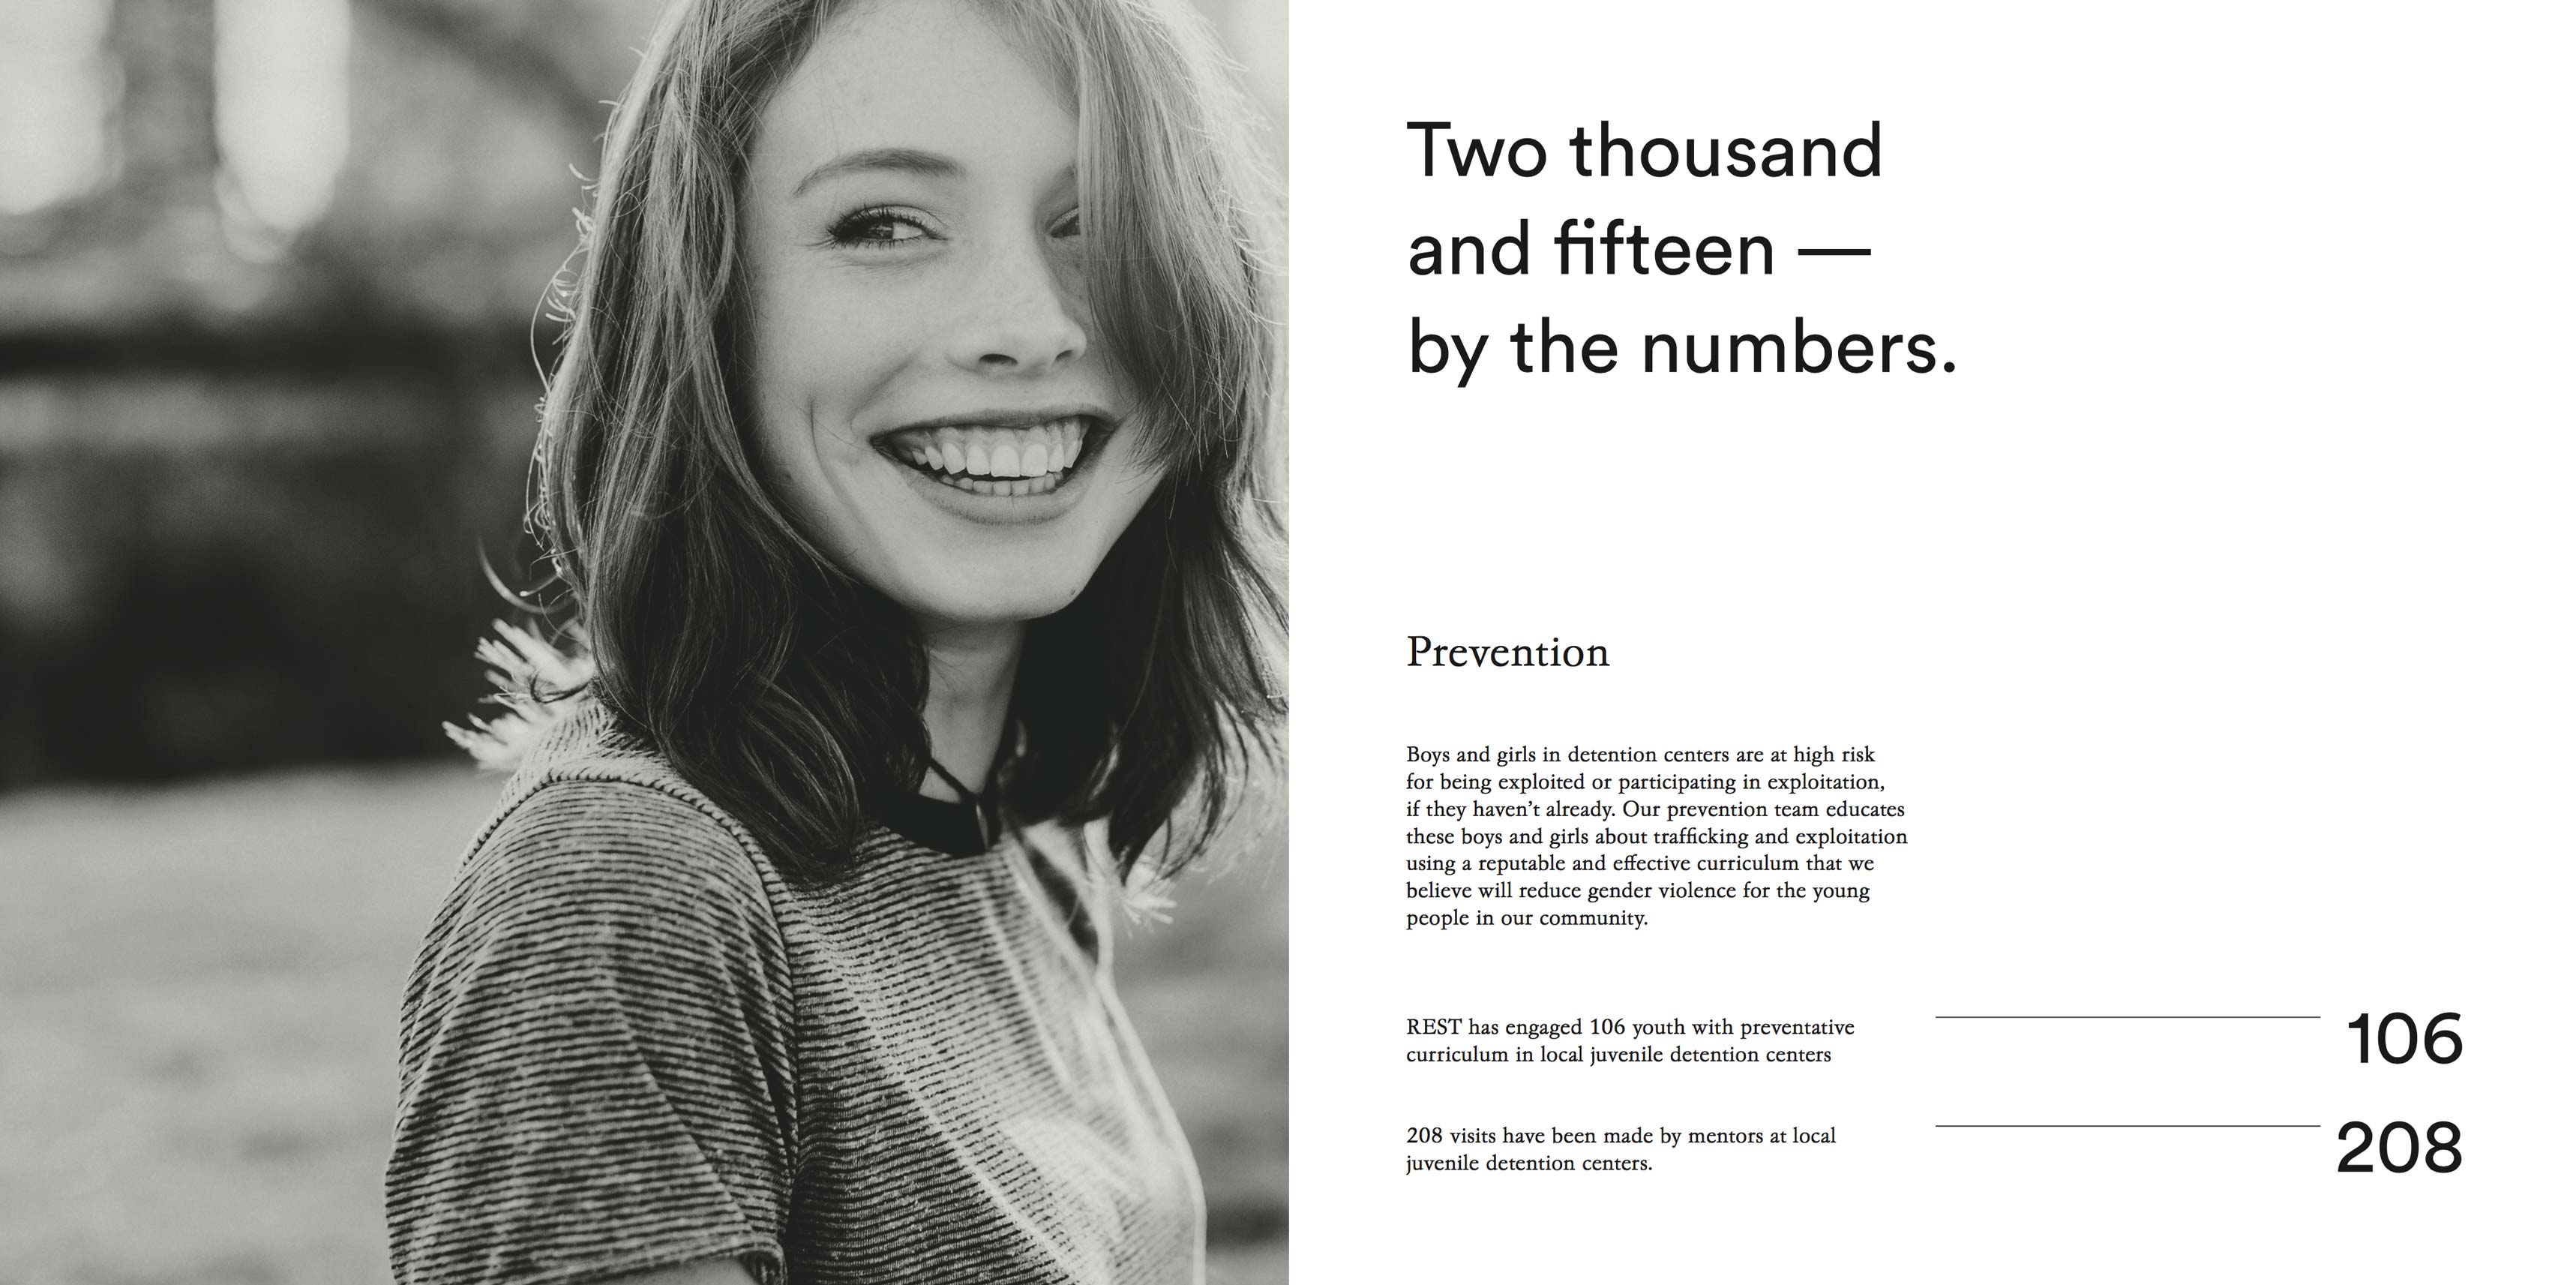 Two thousand
and fifteen —
by the numbers.
Prevention
Boys and girls in detention centers are at high risk
for being exploited or participating in exploitation,
if they haven’t already. Our prevention team educates
these boys and girls about trafficking and exploitation
using a reputable and effective curriculum that we
believe will reduce gender violence for the young
people in our community.
REST has engaged 106 youth with preventative
curriculum in local juvenile detention centers
106
208 visits have been made by mentors at local
juvenile detention centers.
208